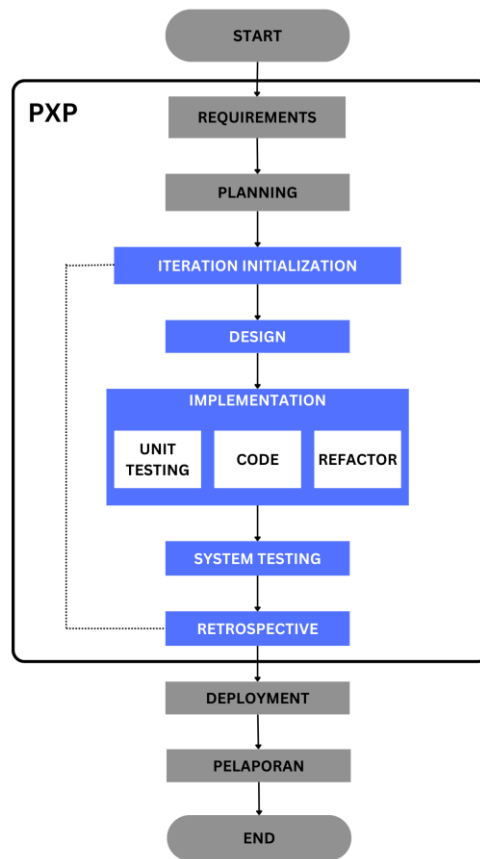 START
PXP
REQUIREMENTS
PLANNING
ITERATION INITIALIZATION
DESIGN
IMPLEMENTATION
UNIT
TESTING
CODE
REFACTOR
SYSTEM TESTING
RETROSPECTIVE
DEPLOYMENT
PELAPORAN
END